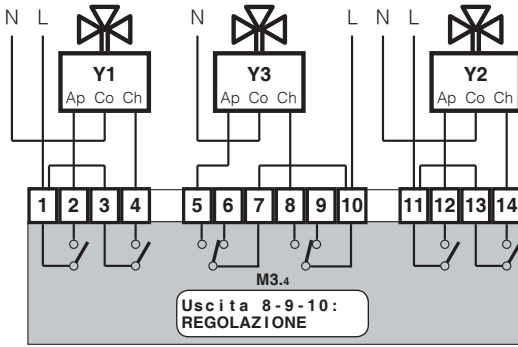 N L N L N L
Y1 Y3 Y2
Ap Co Ch Ap Co Ch Ap Co Ch
1 2 3 4 5 6 7 8 9 10 11 12 13 14
M3.4
Uscita 8-9-10:
REGOLAZIONE